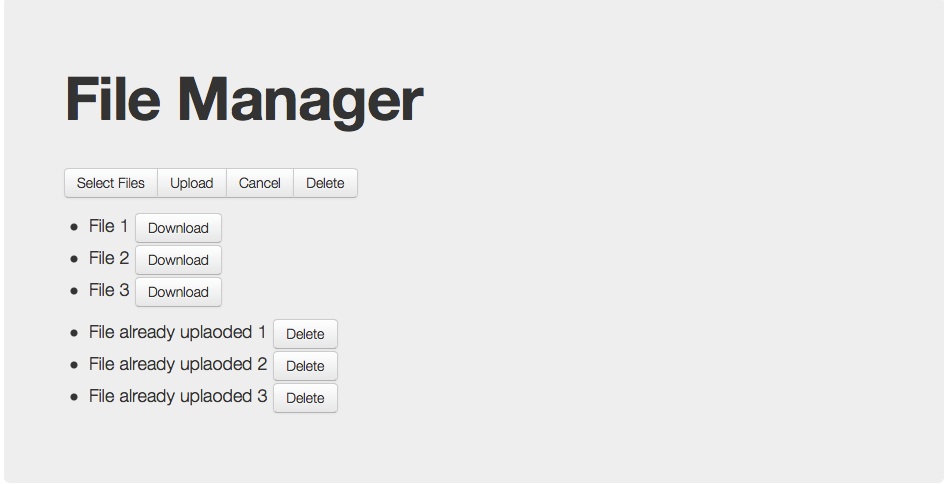 File Manager
Select Files Upload Cancel Delete
File 1 Download
File 2 Download
File 3 Download
File already uplaoded 1 Delete
File already uplaoded 2 Delete
File already uplaoded 3 Delete